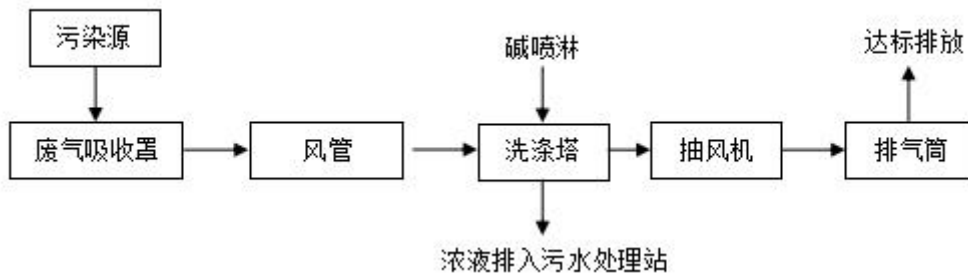 污染源
碱喷淋
达标排放
废气吸收罩
风管
洗涤塔
抽风机
排气筒
浓液排入污水处理站